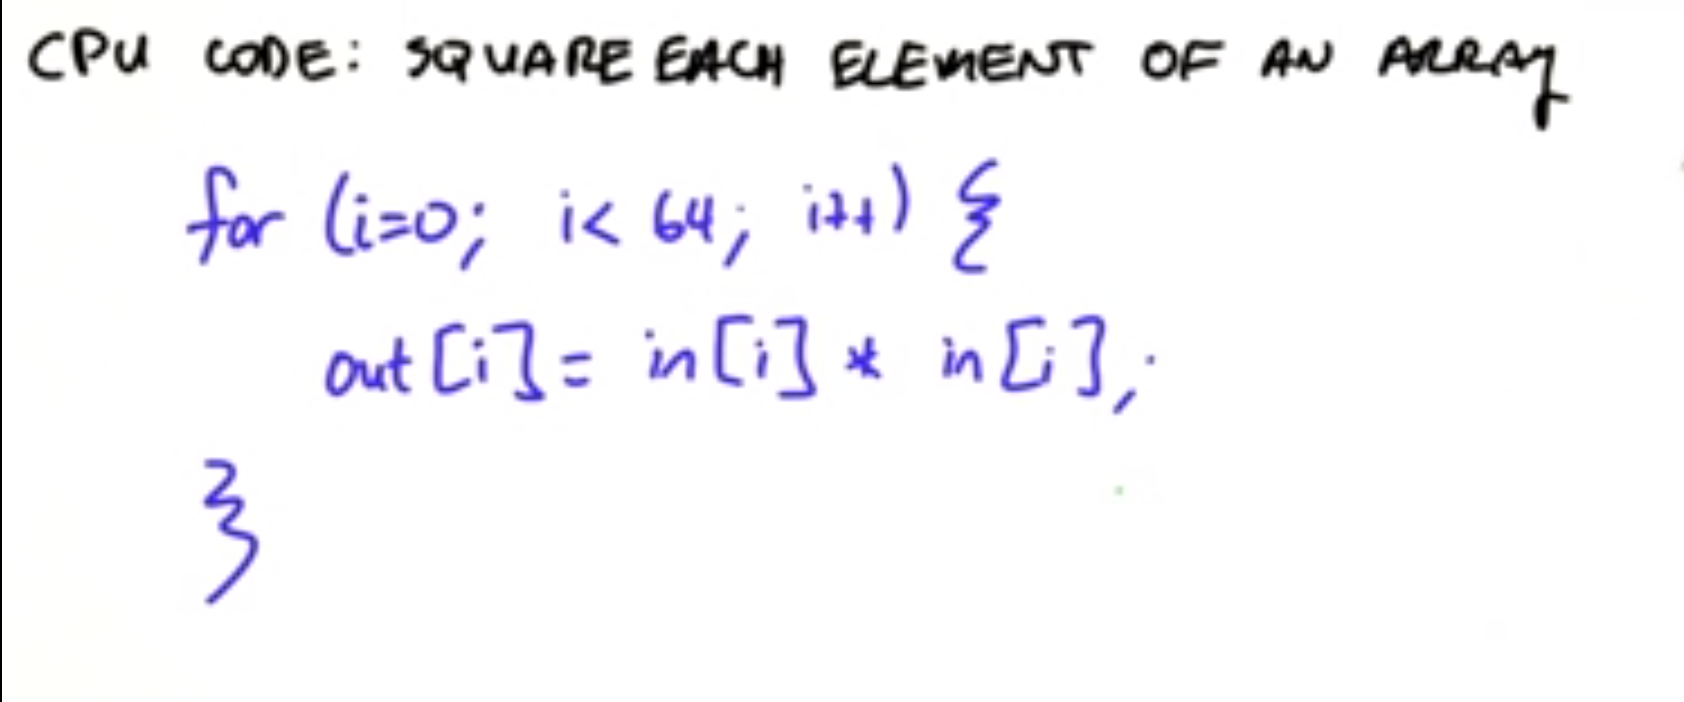 CPU CODE: SQUARE EACH ELEMENT OF AN ARRAY
for (i=0; i< 64; i++) {
out[i] = in[i] * in[i];
}